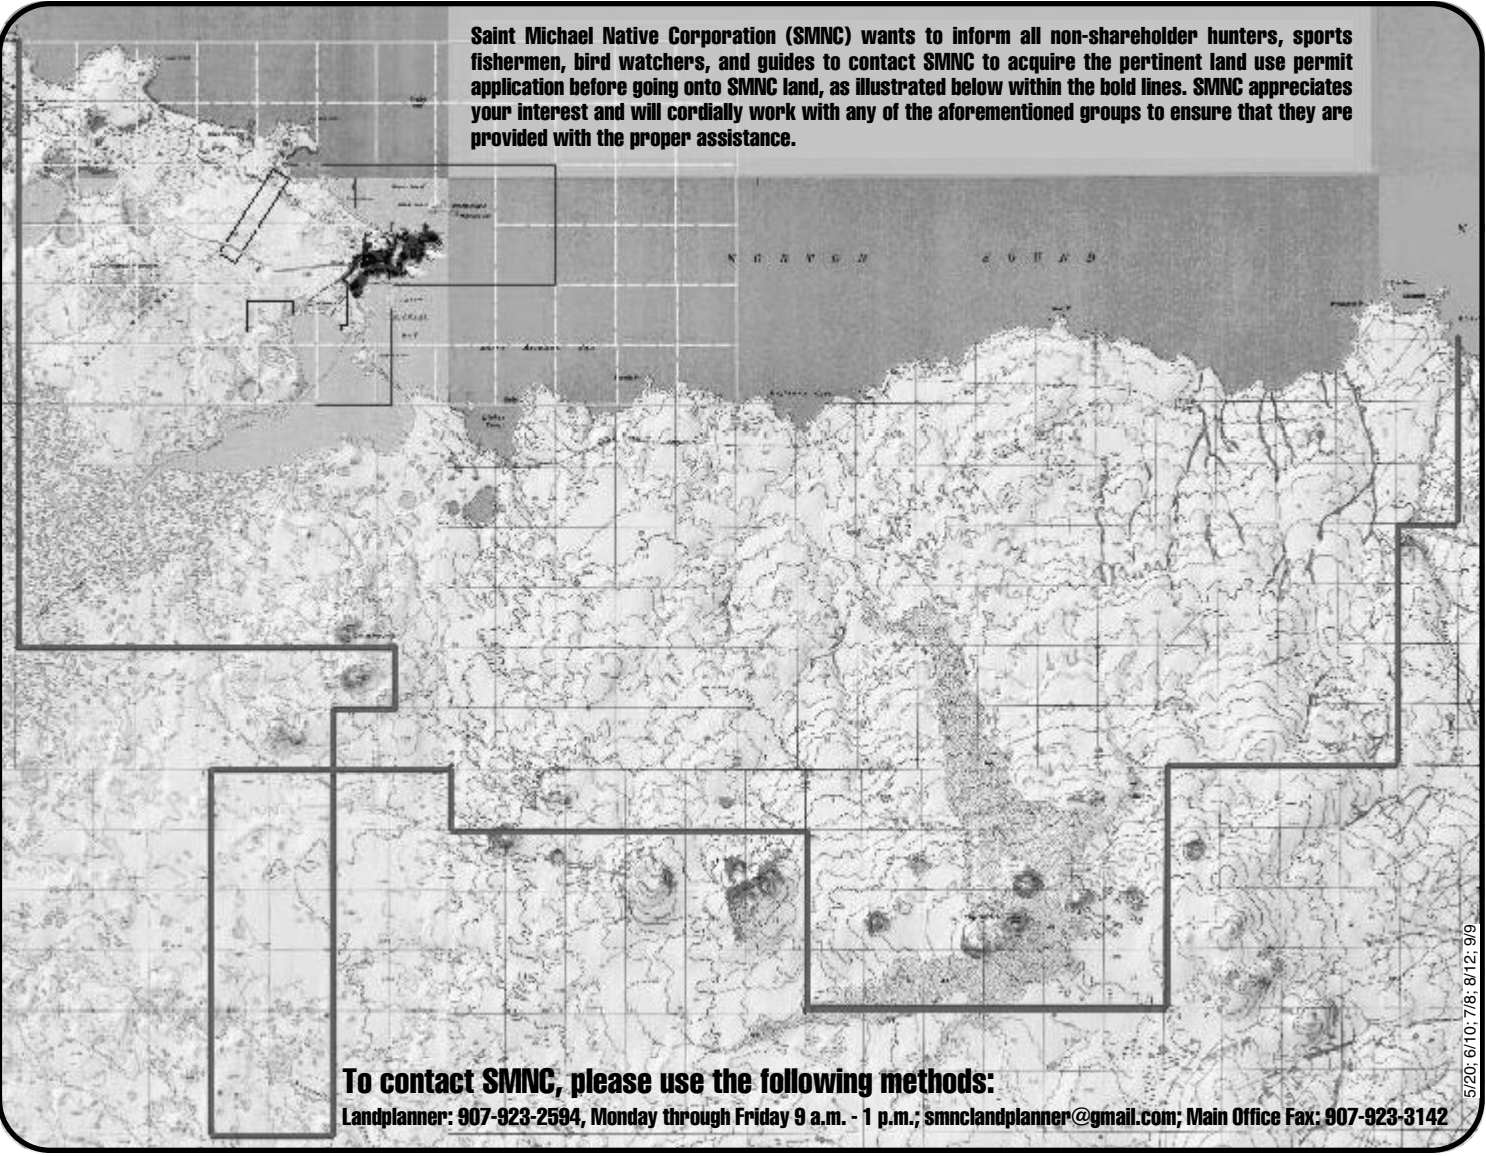 Saint Michael Native Corporation (SMNC) wants to inform all non-shareholder hunters, sports
fishermen, bird watchers, and guides to contact SMNC to acquire the pertinent land use permit
application before going onto SMNC land, as illustrated below within the bold lines. SMNC appreciates
your interest and will cordially work with any of the aforementioned groups to ensure that they are
provided with the proper assistance.
N O R T O N S O U N D
To contact SMNC, please use the following methods:
Landplanner: 907-923-2594, Monday through Friday 9 a.m. - 1 p.m.; smnclandplanner@gmail.com; Main Office Fax: 907-923-3142
5/20; 6/10; 7/8; 8/12; 9/9